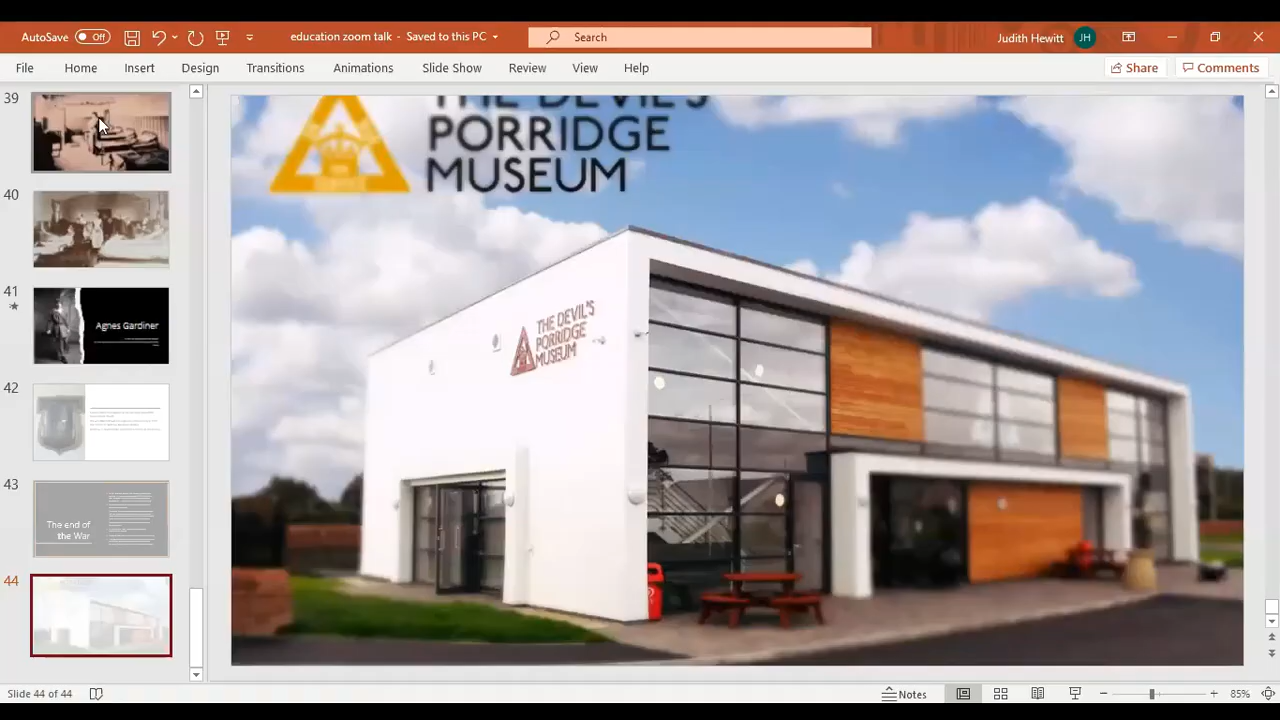 AutoSave Off education zoom talk - Saved to this PC Search Judith Hewitt JH
File Home Insert Design Transitions Animations Slide Show Review View Help Share Comments
39
40
41
Agnes Gardiner
42
43
The end of
the War
44
THE DEVIL'S
PORRIDGE
MUSEUM
THE DEVIL'S
PORRIDGE
MUSEUM
Slide 44 of 44 Notes 85%